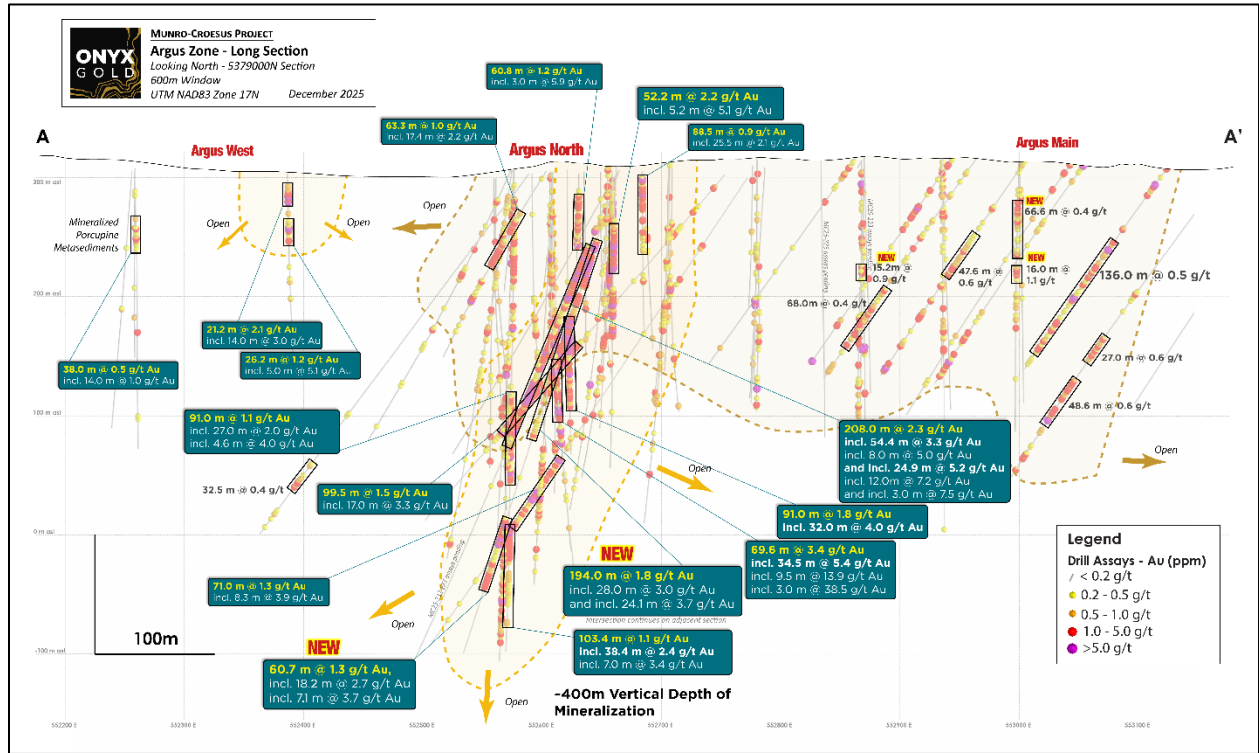 ONYX
GOLD
MUNRO-CROESUS PROJECT
Argus Zone - Long Section
Looking North - 5379000N Section
600m Window
UTM NAD83 Zone 17N December 2025
A
A'
Argus West
Argus North
Argus Main
60.8 m @ 1.2 g/t Au
incl. 3.0 m @ 5.9 g/t Au
52.2 m @ 2.2 g/t Au
incl. 5.2 m @ 5.1 g/t Au
63.3 m @ 1.0 g/t Au
incl. 17.4 m @ 2.2 g/t Au
88.5 m @ 0.9 g/t Au
incl. 25.5 m @ 2.1 g/t Au
300 m asl
200 m asl
100 m asl
0 m asl
-100 m asl
Mineralized
Porcupine
Metasediments
Open
Open
Open
NEW
66.6 m @ 0.4 g/t
NEW
15.2m @
0.9 g/t
47.6 m @
0.6 g/t
NEW
16.0 m @
1.1 g/t
136.0 m @ 0.5 g/t
68.0m @ 0.4 g/t
27.0 m @ 0.6 g/t
48.6 m @ 0.6 g/t
21.2 m @ 2.1 g/t Au
incl. 14.0 m @ 3.0 g/t Au
26.2 m @ 1.2 g/t Au
incl. 5.0 m @ 5.1 g/t Au
38.0 m @ 0.5 g/t Au
incl. 14.0 m @ 1.0 g/t Au
91.0 m @ 1.1 g/t Au
incl. 27.0 m @ 2.0 g/t Au
incl. 4.6 m @ 4.0 g/t Au
32.5 m @ 0.4 g/t
99.5 m @ 1.5 g/t Au
incl. 17.0 m @ 3.3 g/t Au
208.0 m @ 2.3 g/t Au
incl. 54.4 m @ 3.3 g/t Au
incl. 8.0 m @ 5.0 g/t Au
and Incl. 24.9 m @ 5.2 g/t Au
incl. 12.0m @ 7.2 g/t Au
and incl. 3.0 m @ 7.5 g/t Au
Open
Open
91.0 m @ 1.8 g/t Au
Incl. 32.0 m @ 4.0 g/t Au
69.6 m @ 3.4 g/t Au
incl. 34.5 m @ 5.4 g/t Au
incl. 9.5 m @ 13.9 g/t Au
incl. 3.0 m @ 38.5 g/t Au
NEW
194.0 m @ 1.8 g/t Au
incl. 28.0 m @ 3.0 g/t Au
and incl. 24.1 m @ 3.7 g/t Au
Intersection continues on adjacent section
71.0 m @ 1.3 g/t Au
incl. 8.3 m @ 3.9 g/t Au
Open
103.4 m @ 1.1 g/t Au
Incl. 38.4 m @ 2.4 g/t Au
incl. 7.0 m @ 3.4 g/t Au
NEW
60.7 m @ 1.3 g/t Au,
incl. 18.2 m @ 2.7 g/t Au
incl. 7.1 m @ 3.7 g/t Au
Open
~400m Vertical Depth of
Mineralization
100m
Legend
Drill Assays - Au (ppm)
< 0.2 g/t
0.2 - 0.5 g/t
0.5 - 1.0 g/t
1.0 - 5.0 g/t
>5.0 g/t
552200 E
552300 E
552400 E
552500 E
552600 E
552700 E
552800 E
552900 E
553000 E
553100 E